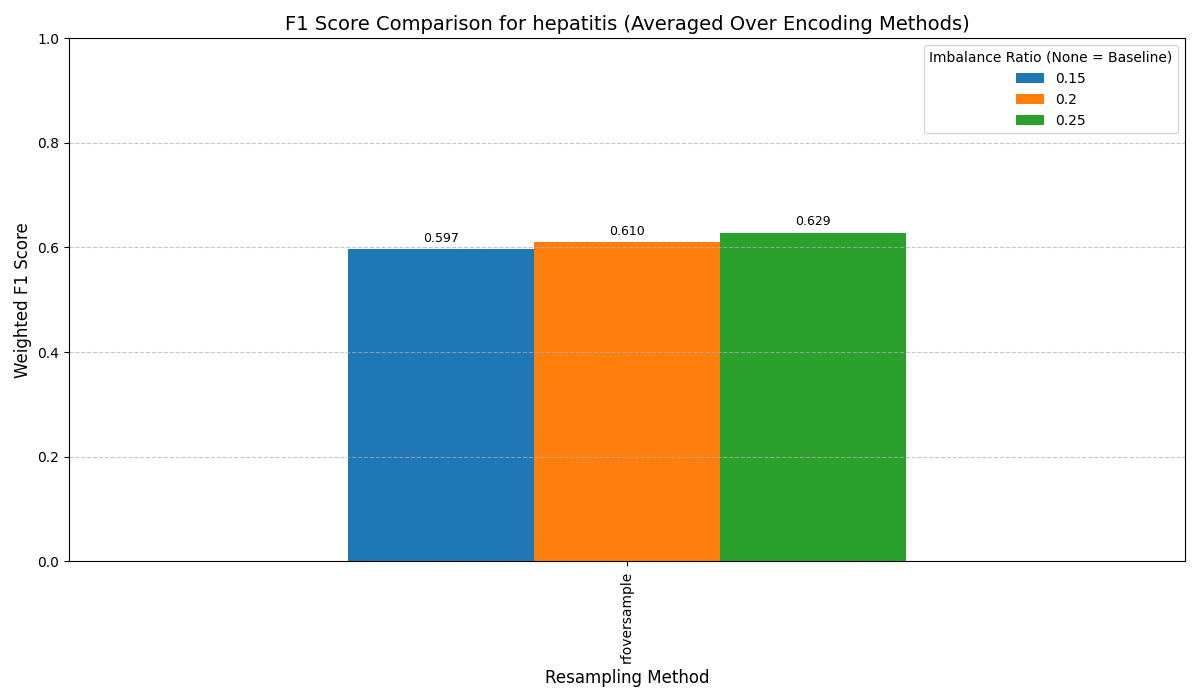 F1 Score Comparison for hepatitis (Averaged Over Encoding Methods)
Weighted F1 Score
1.0
0.8
0.6
0.4
0.2
0.0
Imbalance Ratio (None = Baseline)
0.15
0.2
0.25
0.597
0.610
0.629
rfoversample
Resampling Method